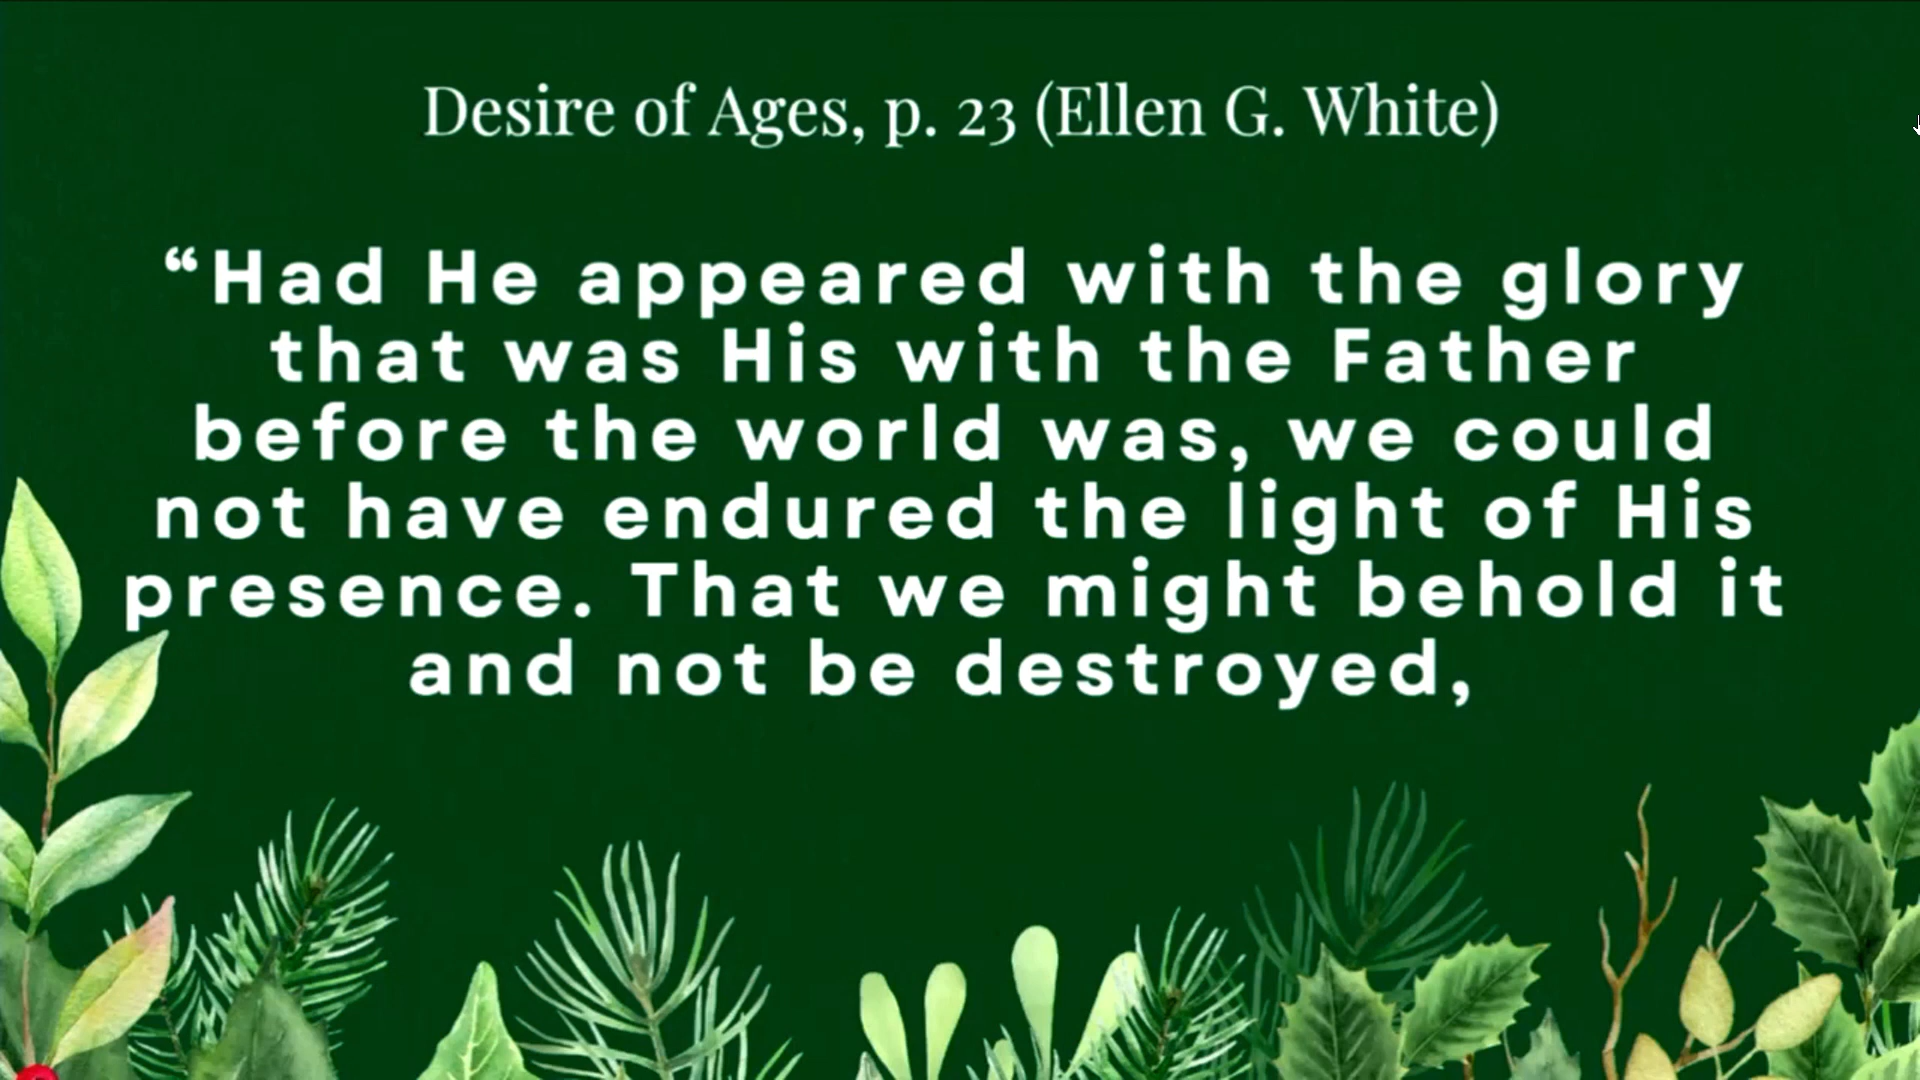 Desire of Ages, p. 23 (Ellen G. White)
“Had He appeared with the glory
that was His with the Father
before the world was, we could
not have endured the light of His
presence. That we might behold it
and not be destroyed,